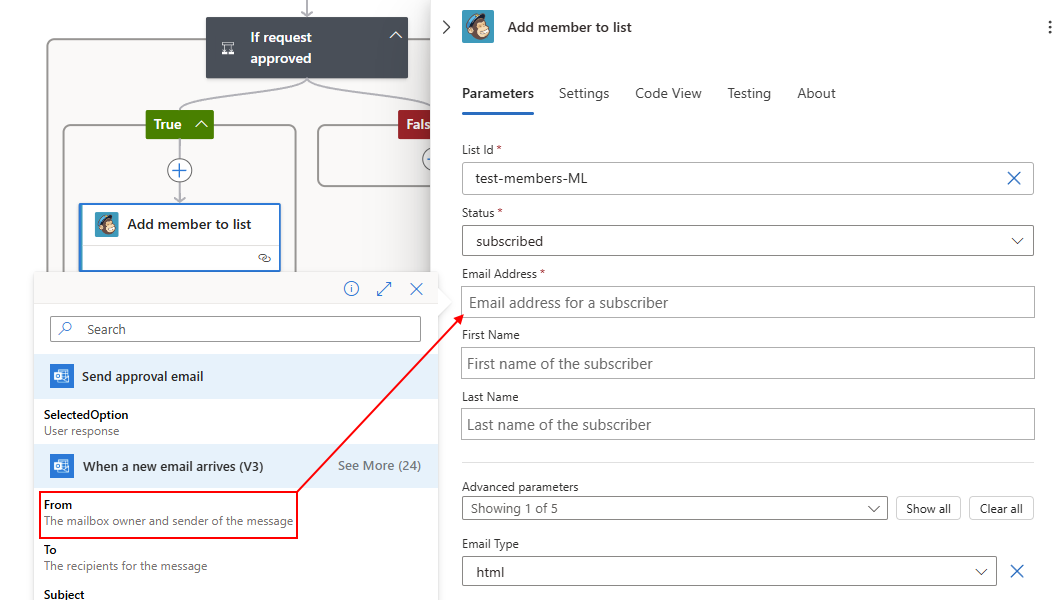 If request
approved
True
Fals
Add member to list
Search
Send approval email
SelectedOption
User response
When a new email arrives (V3)
See More (24)
From
The mailbox owner and sender of the message
To
The recipients for the message
Subject
Add member to list
Parameters
Settings
Code View
Testing
About
List Id *
test-members-ML
Status *
subscribed
Email Address *
Email address for a subscriber
First Name
First name of the subscriber
Last Name
Last name of the subscriber
Advanced parameters
Showing 1 of 5
Show all
Clear all
Email Type
html